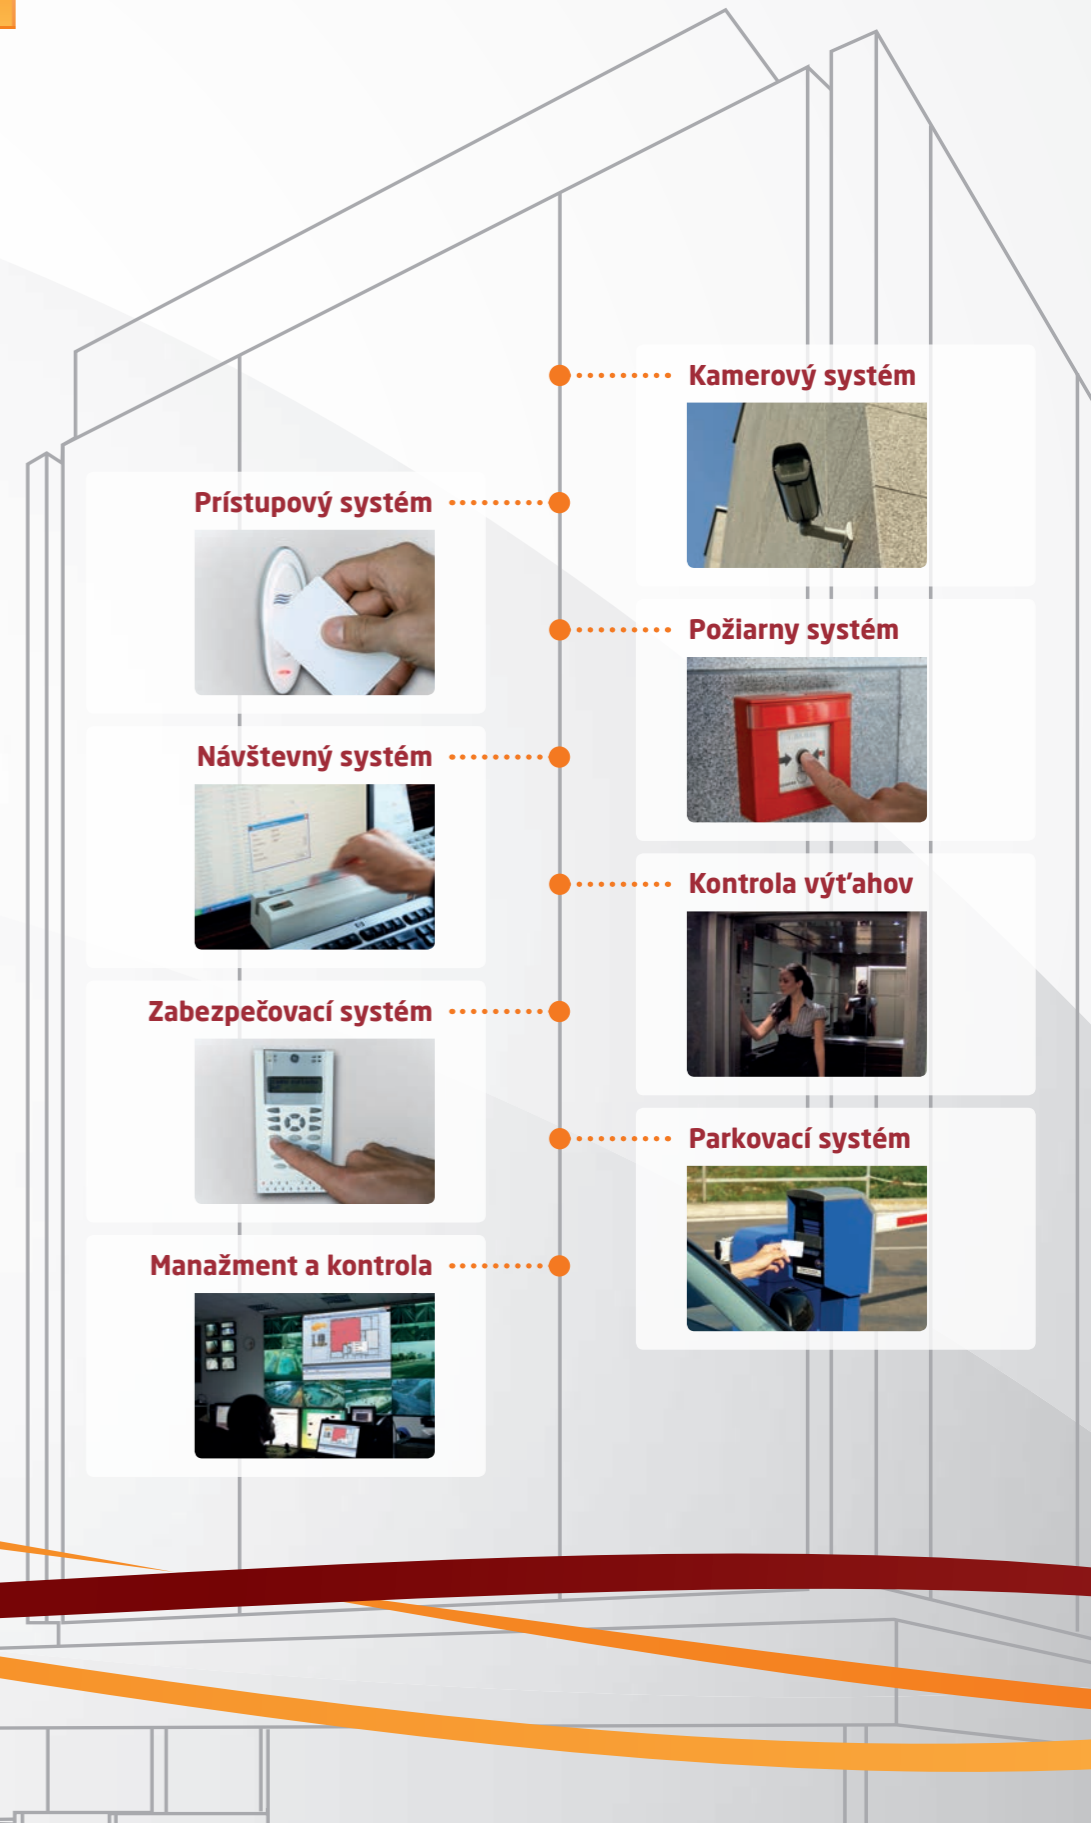 Kamerový systém
Prístupový systém
Požiarny systém
Návštevný systém
Kontrola výťahov
Zabezpečovací systém
Parkovací systém
Manažment a kontrola